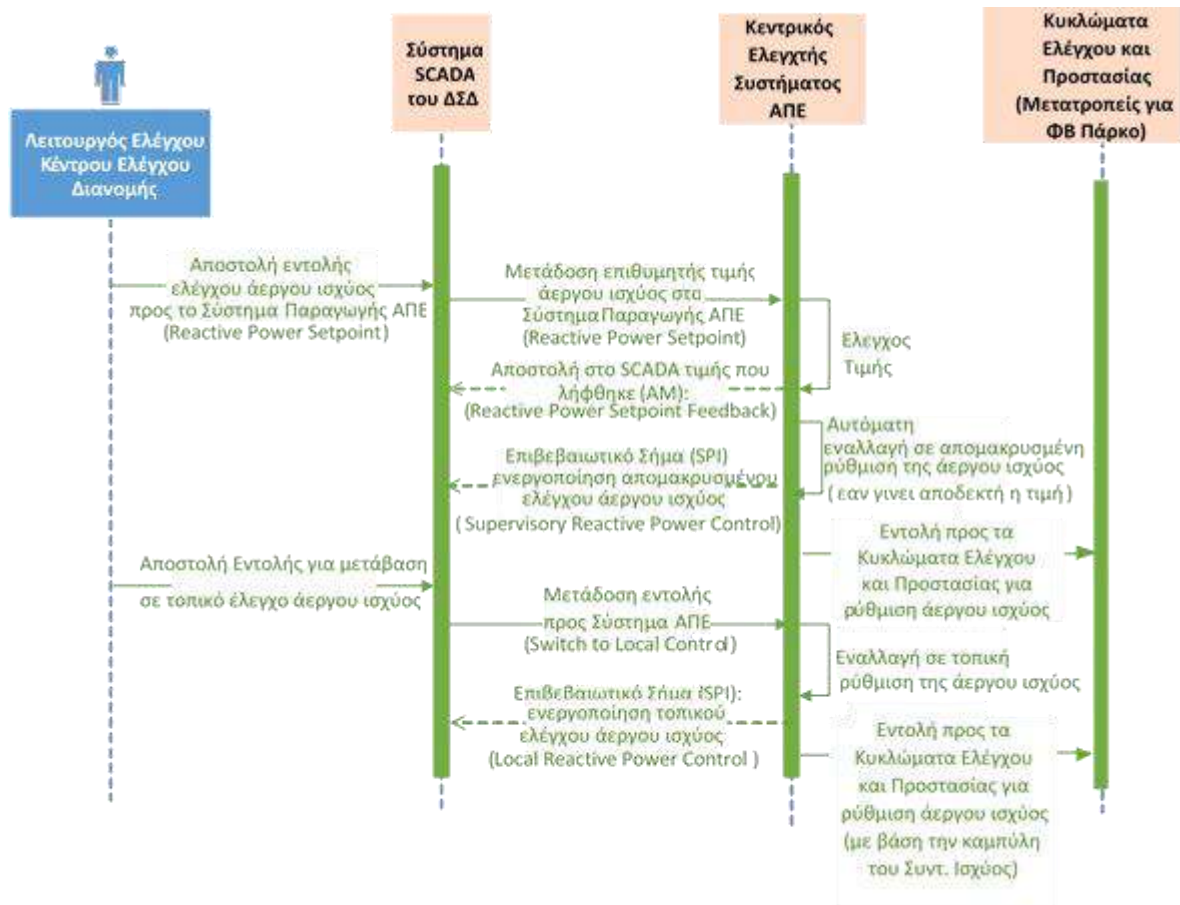 Σύστημα
SCADA
του ΔΣΔ
Κεντρικός
Ελεγχτής
Συστήματος
ΑΠΕ
Κυκλώματα
Ελέγχου και
Προστασίας
(Μετατροπείς για
ΦΒ Πάρκο)
Λειτουργός Ελέγχου
Κέντρου Ελέγχου
Διανομής
Αποστολή εντολής
ελέγχου άεργου ισχύος
προς το Σύστημα Παραγωγής ΑΠΕ
(Reactive Power Setpoint)
Μετάδοση επιθυμητής τιμής
άεργου ισχύος στο
Σύστημα Παραγωγής ΑΠΕ
(Reactive Power Setpoint)
Ελεγχος
Τιμής
Αποστολή στο SCADA τιμής που
λήφθηκε (AM):
(Reactive Power Setpoint Feedback)
Αυτόματη
εναλλαγή σε απομακρυσμένη
ρύθμιση της άεργου ισχύος
( εαν γινει αποδεκτή η τιμή )
Επιβεβαιωτικό Σήμα (SPI)
ενεργοποίηση απομακρυσμένου
ελέγχου άεργου ισχύος
( Supervisory Reactive Power Control)
Εντολή προς τα
Κυκλώματα Ελέγχου
και Προστασίας για
ρύθμιση άεργου ισχύος
Αποστολή Εντολής για μετάβαση
σε τοπικό έλεγχο άεργου ισχύος
Μετάδοση εντολής
προς Σύστημα ΑΠΕ
(Switch to Local Control)
Εναλλαγή σε τοπική
ρύθμιση της άεργου ισχύος
Επιβεβαιωτικό Σήμα (SPI):
ενεργοποίηση τοπικού
ελέγχου άεργου ισχύος
(Local Reactive Power Control )
Εντολή προς τα
Κυκλώματα Ελέγχου
και Προστασίας για
ρύθμιση άεργου ισχύος
(με βάση την καμπύλη
του Συντ. Ισχύος)